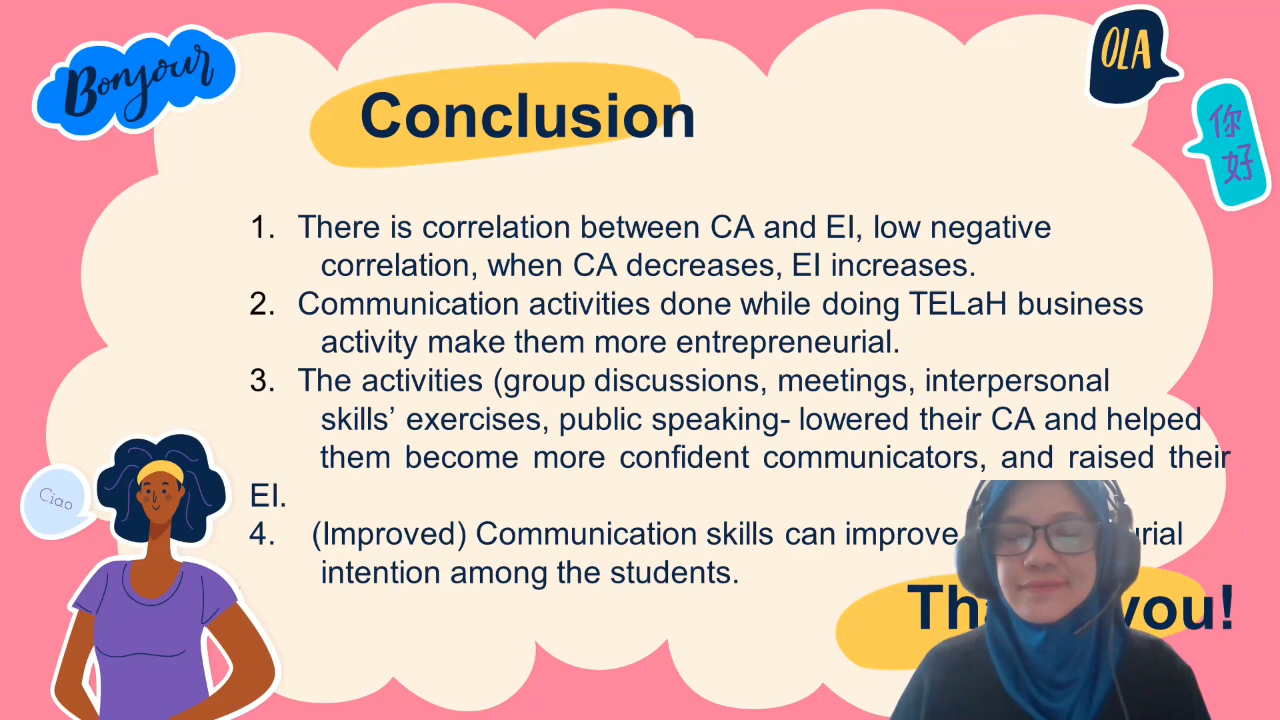 Bonjour
OLA
你
好
Conclusion
1. There is correlation between CA and EI, low negative
correlation, when CA decreases, EI increases.
2. Communication activities done while doing TELaH business
activity make them more entrepreneurial.
3. The activities (group discussions, meetings, interpersonal
skills’ exercises, public speaking- lowered their CA and helped
them become more confident communicators, and raised their
EI.
Ciao
4. (Improved) Communication skills can improve
intention among the students.
you!